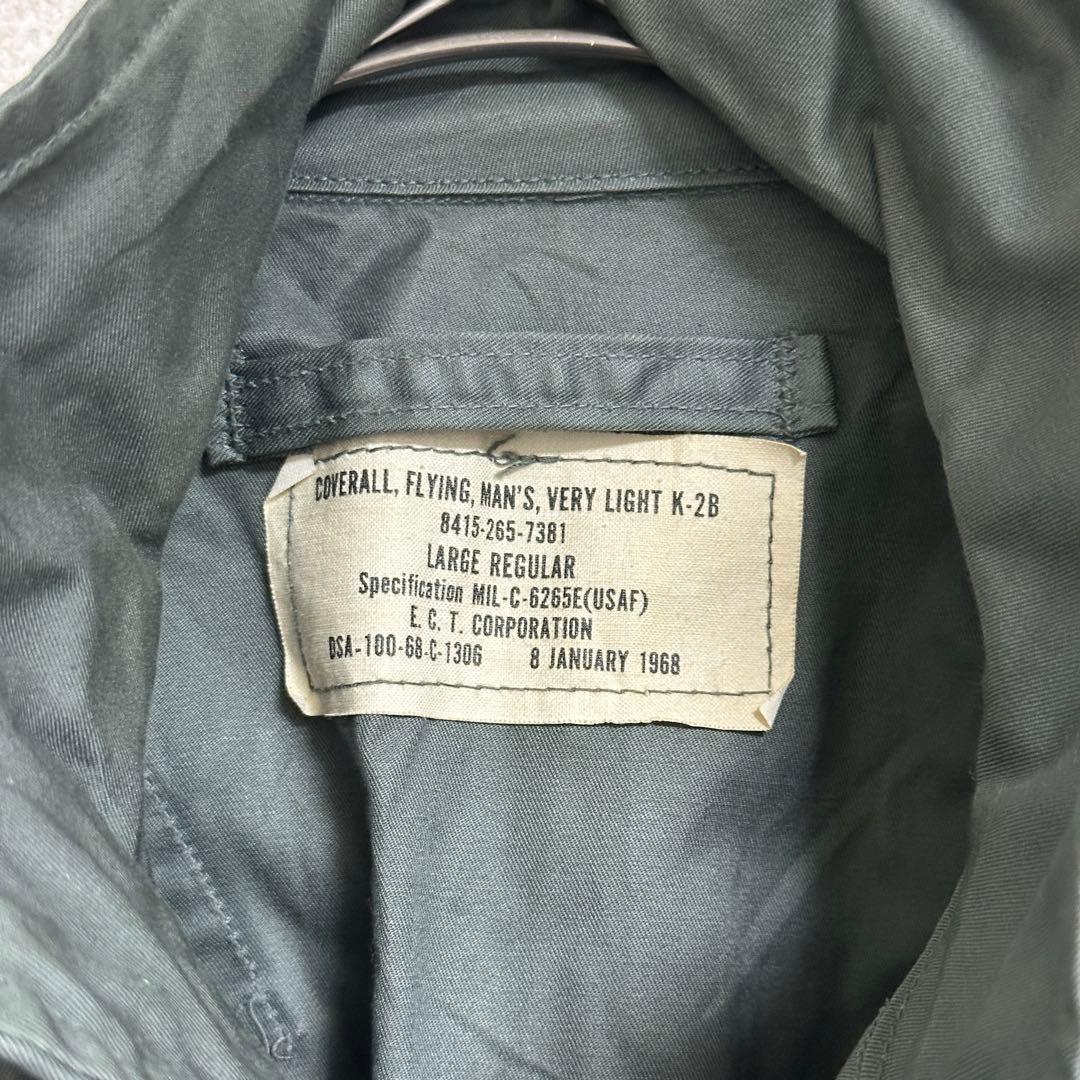 COVERALL, FLYING, MAN'S, VERY LIGHT K-2B
8415-265-7381
LARGE REGULAR
Specification MIL-C-6265E(USAF)
E. C. T. CORPORATION
DSA-100-68-C-1306 8 JANUARY 1968